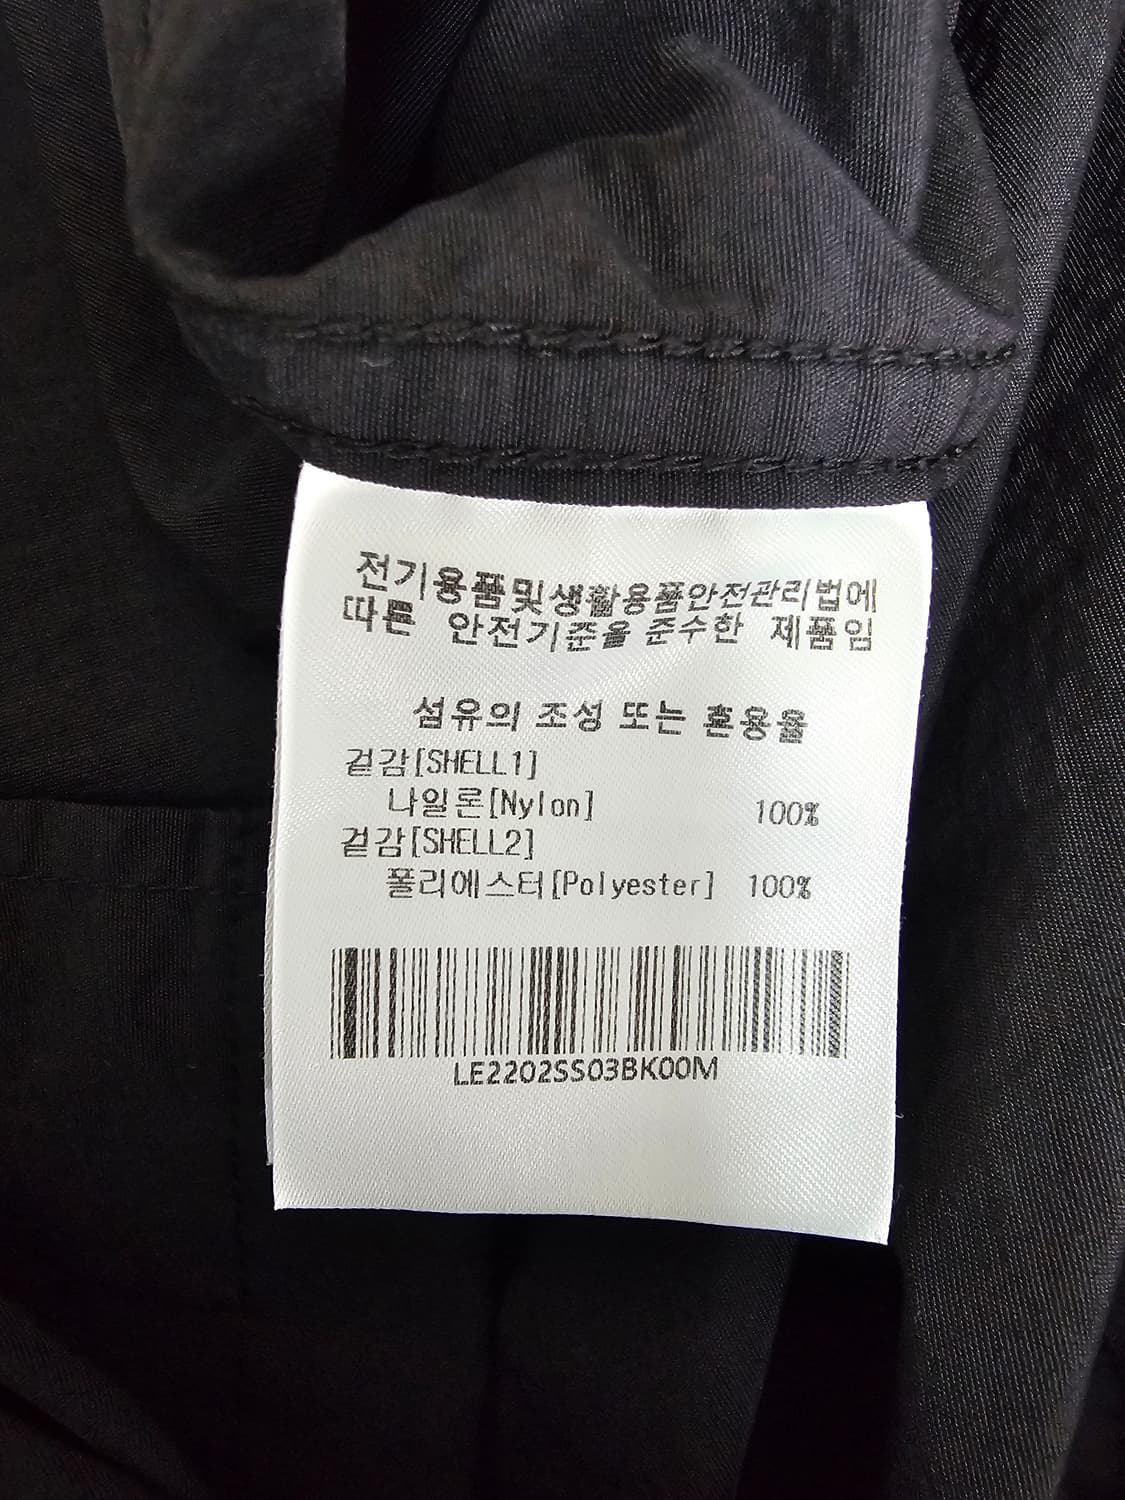 전기용품및생활용품안전관리법에
따른 안전기준을 준수한 제품임
섬유의 조성 또는 혼용율
겉감[SHELL1]
나일론[Nylon] 100%
겉감[SHELL2]
폴리에스터[Polyester] 100%
LE2202SS03BK00M